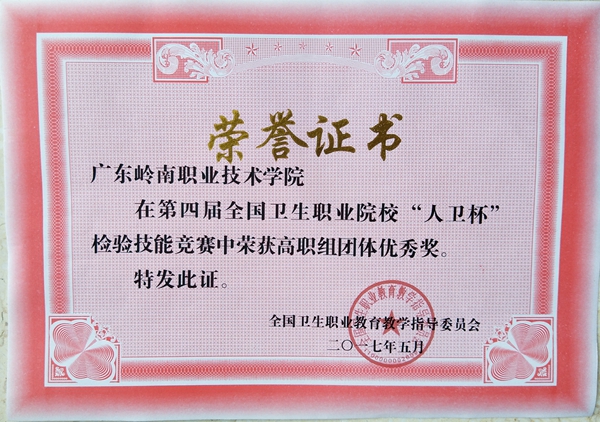 荣誉证书
广东岭南职业技术学院
在第四届全国卫生职业院校“人卫杯”
检验技能竞赛中荣获高职组团体优秀奖。
特发此证。
全国卫生职业教育教学指导委员会
二〇一七年五月